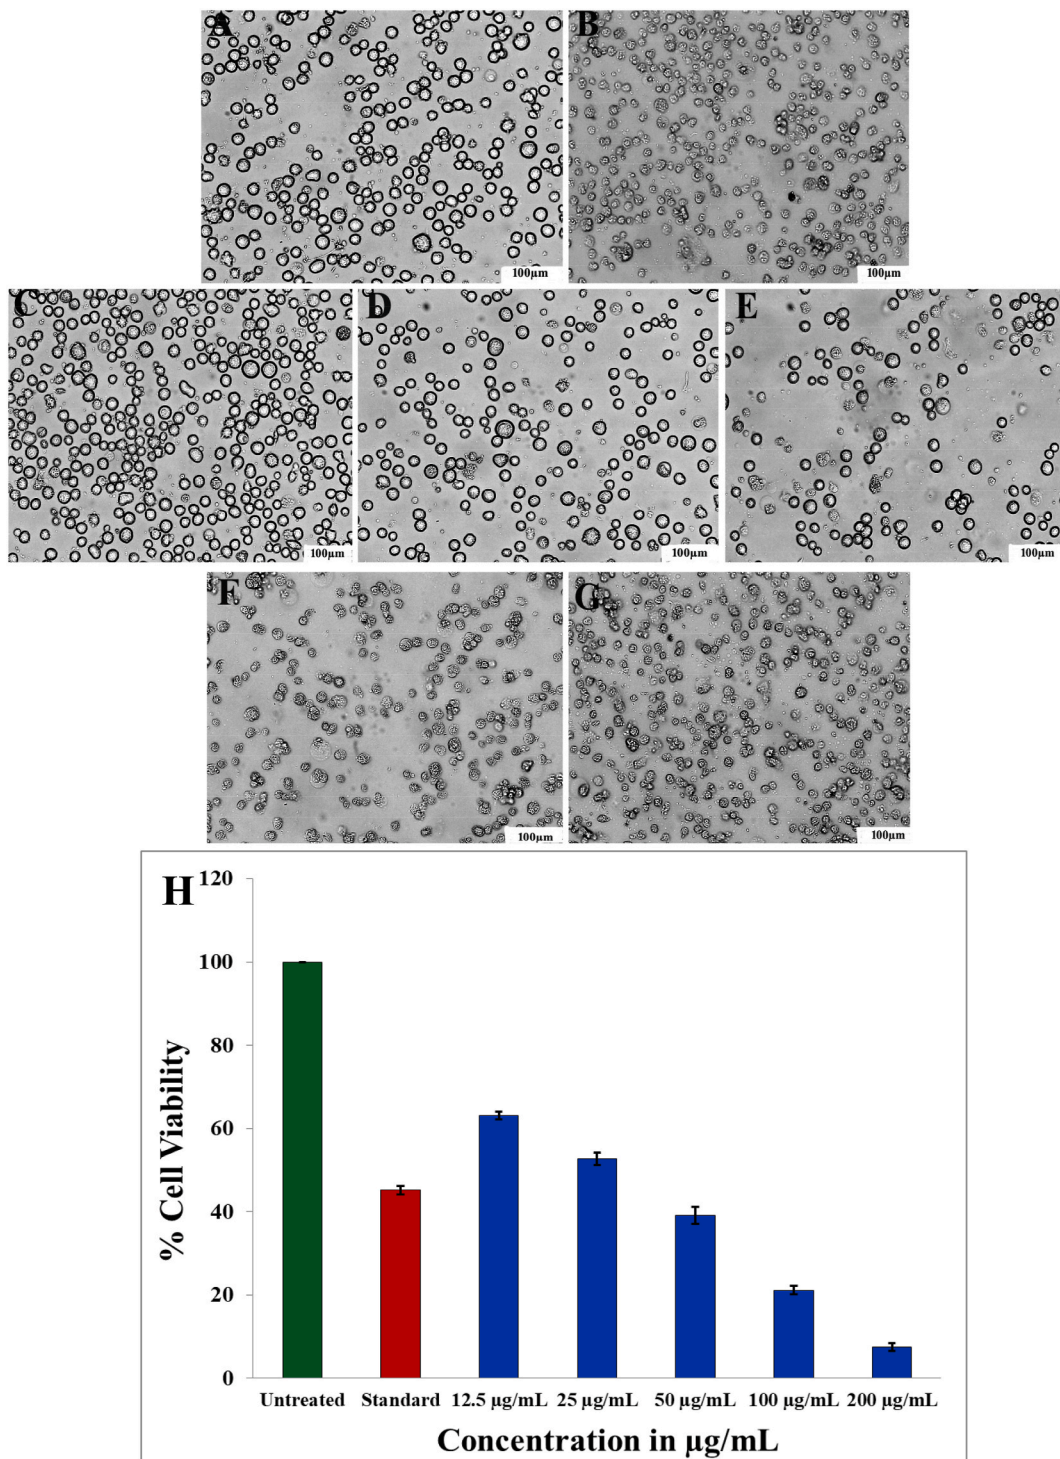 A
B
100µm
100µm
C
D
E
100µm
100µm
100µm
F
G
100µm
100µm
H
120
100
80
60
40
20
0
% Cell Viability
Untreated Standard 12.5 µg/mL 25 µg/mL 50 µg/mL 100 µg/mL 200 µg/mL
Concentration in µg/mL